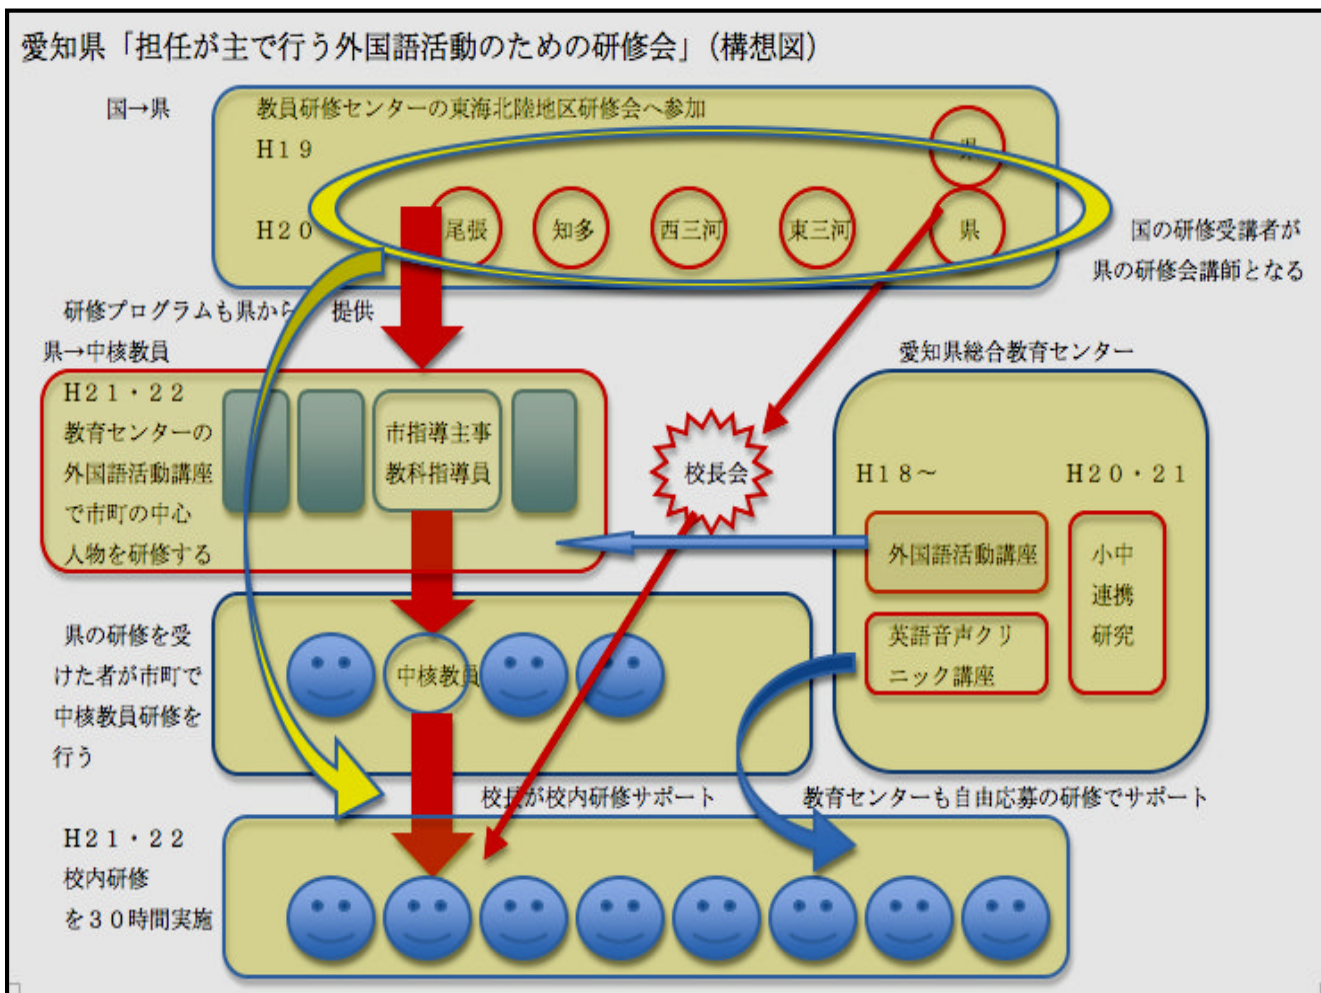 愛知県「担任が主で行う外国語活動のための研修会」（構想図）
国→県
教員研修センターの東海北陸地区研修会へ参加
Ｈ１９
県
Ｈ２０
尾張
知多
西三河
東三河
県
国の研修受講者が
県の研修会講師となる
研修プログラムも県から 提供
県→中核教員
Ｈ２１・２２
教育センターの
外国語活動講座
で市町の中心
人物を研修する
市指導主事
教科指導員
校長会
愛知県総合教育センター
Ｈ１８～
Ｈ２０・２１
外国語活動講座
英語音声クリ
ニック講座
小中
連携
研究
県の研修を受
けた者が市町で
中核教員研修を
行う
中核教員
校長が校内研修サポート
教育センターも自由応募の研修でサポート
Ｈ２１・２２
校内研修
を３０時間実施